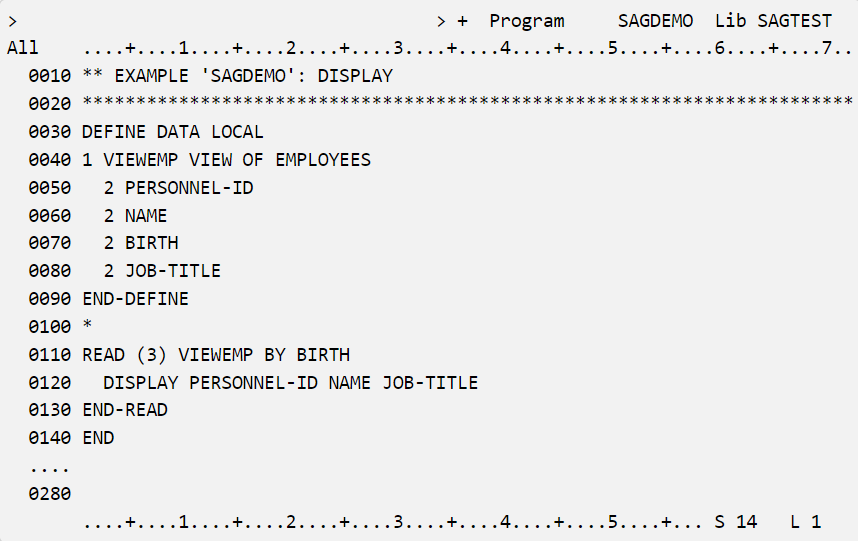 >                                       > +  Program     SAGDEMO  Lib SAGTEST
All    ....+....1....+....2....+....3....+....4....+....5....+....6....+....7..
  0010 ** EXAMPLE 'SAGDEMO': DISPLAY
  0020 ************************************************************************
  0030 DEFINE DATA LOCAL
  0040 1 VIEWEMP VIEW OF EMPLOYEES
  0050   2 PERSONNEL-ID
  0060   2 NAME
  0070   2 BIRTH
  0080   2 JOB-TITLE
  0090 END-DEFINE
  0100 *
  0110 READ (3) VIEWEMP BY BIRTH
  0120   DISPLAY PERSONNEL-ID NAME JOB-TITLE
  0130 END-READ
  0140 END
  ....
  0280
       ....+....1....+....2....+....3....+....4....+....5....+... S 14   L 1